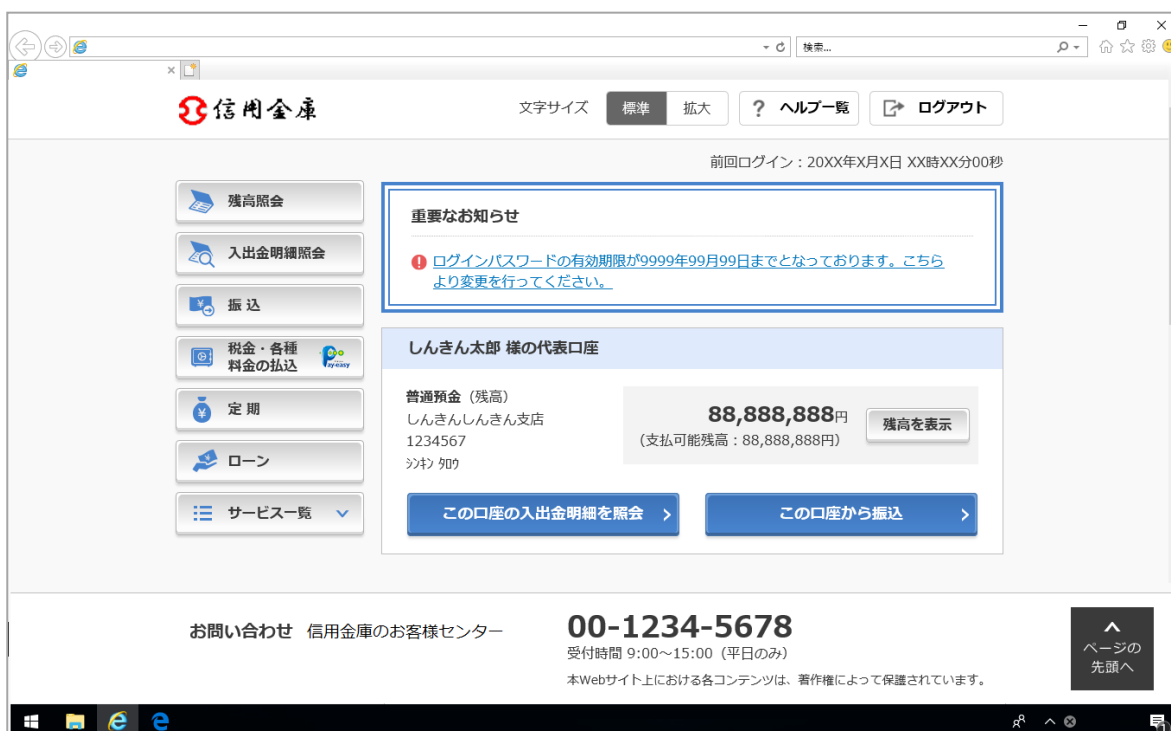 検索...
信用金庫
文字サイズ 標準 拡大 ? ヘルプ一覧 ログアウト
前回ログイン：20XX年X月X日 XX時XX分00秒
残高照会
入出金明細照会
振込
税金・各種
料金の払込
Pay-easy
定期
ローン
サービス一覧
重要なお知らせ
ログインパスワードの有効期限が9999年99月99日までとなっております。こちら
より変更を行ってください。
しんきん太郎 様の代表口座
普通預金（残高）
しんきんしんきん支店
1234567
ｼﾝｷﾝ ﾀﾛｳ
88,888,888円
（支払可能残高：88,888,888円）
残高を表示
この口座の入出金明細を照会
この口座から振込
お問い合わせ 信用金庫のお客様センター
00-1234-5678
受付時間 9:00～15:00（平日のみ）
本Webサイト上における各コンテンツは、著作権によって保護されています。
ページの
先頭へ